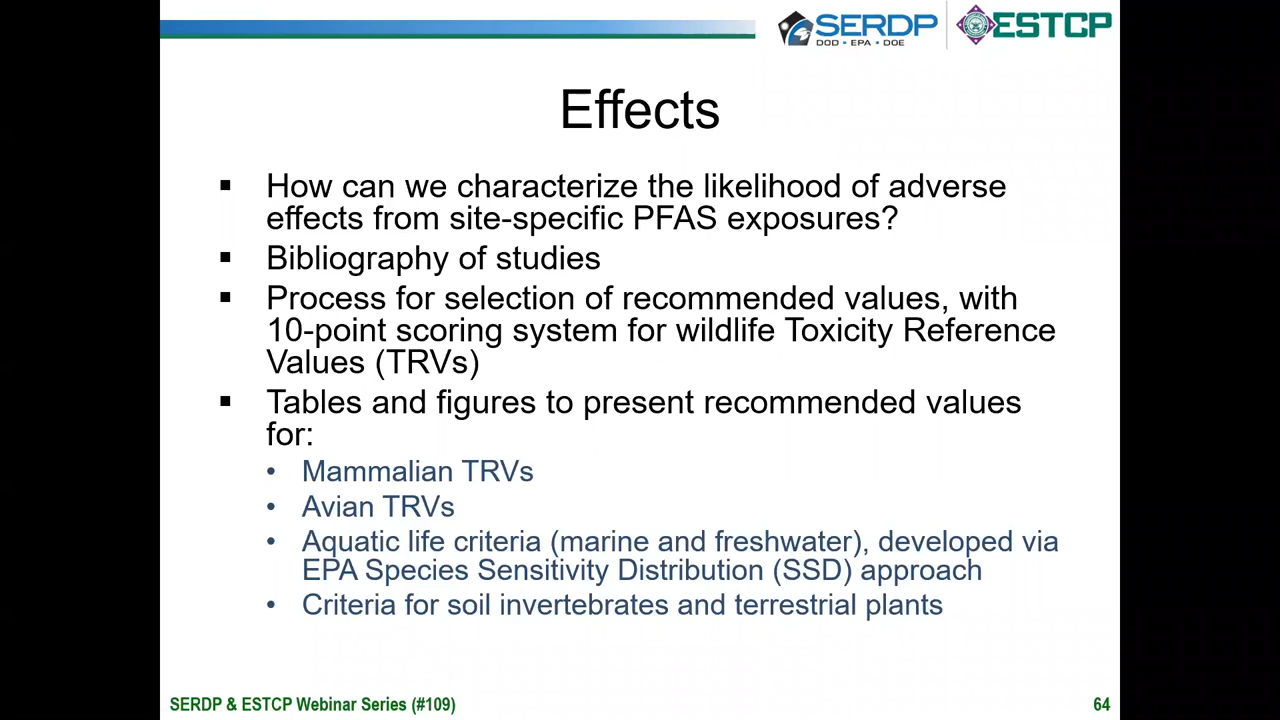 SERDP
DOD • EPA • DOE
ESTCP
Effects
▪ How can we characterize the likelihood of adverse
effects from site-specific PFAS exposures?
▪ Bibliography of studies
▪ Process for selection of recommended values, with
10-point scoring system for wildlife Toxicity Reference
Values (TRVs)
▪ Tables and figures to present recommended values
for:
• Mammalian TRVs
• Avian TRVs
• Aquatic life criteria (marine and freshwater), developed via
EPA Species Sensitivity Distribution (SSD) approach
• Criteria for soil invertebrates and terrestrial plants
SERDP & ESTCP Webinar Series (#109)
64